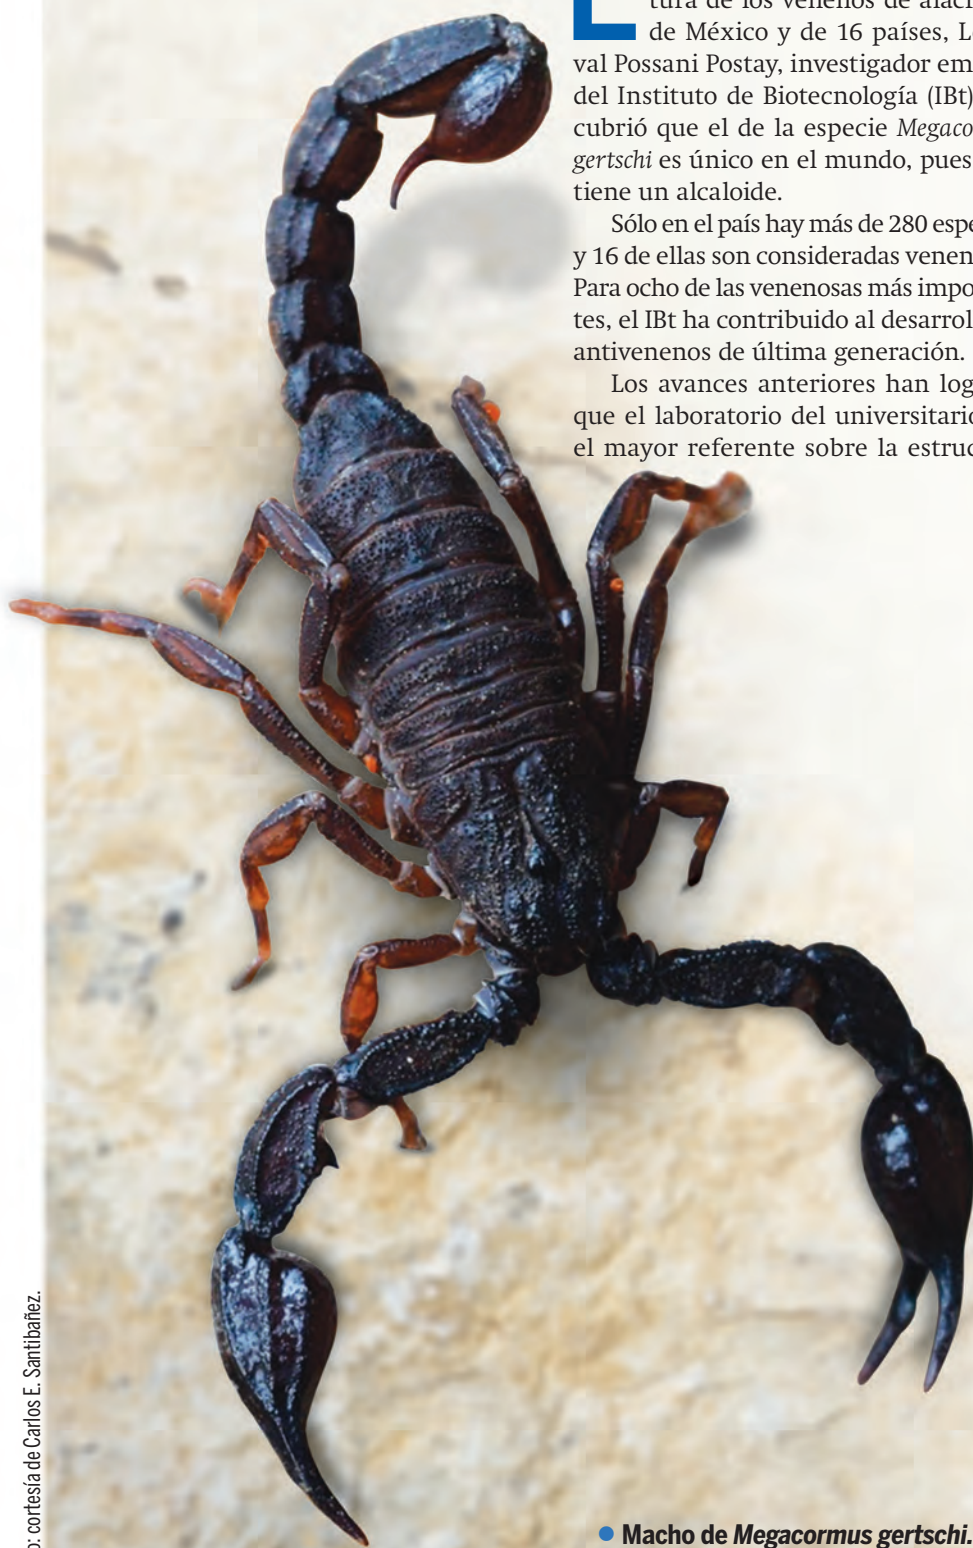 tura de los venenos de alac
de México y de 16 países, L
val Possani Postay, investigador em
del Instituto de Biotecnología (IBt)
cubrió que el de la especie Megaco
gertschi es único en el mundo, pues
tiene un alcaloide.
Sólo en el país hay más de 280 espe
y 16 de ellas son consideradas venen
Para ocho de las venenosas más impo
tes, el IBt ha contribuido al desarrol
antivenenos de última generación.
Los avances anteriores han log
que el laboratorio del universitario
el mayor referente sobre la estruc
o: cortesía de Carlos E. Santibañez.
● Macho de Megacormus gertschi.